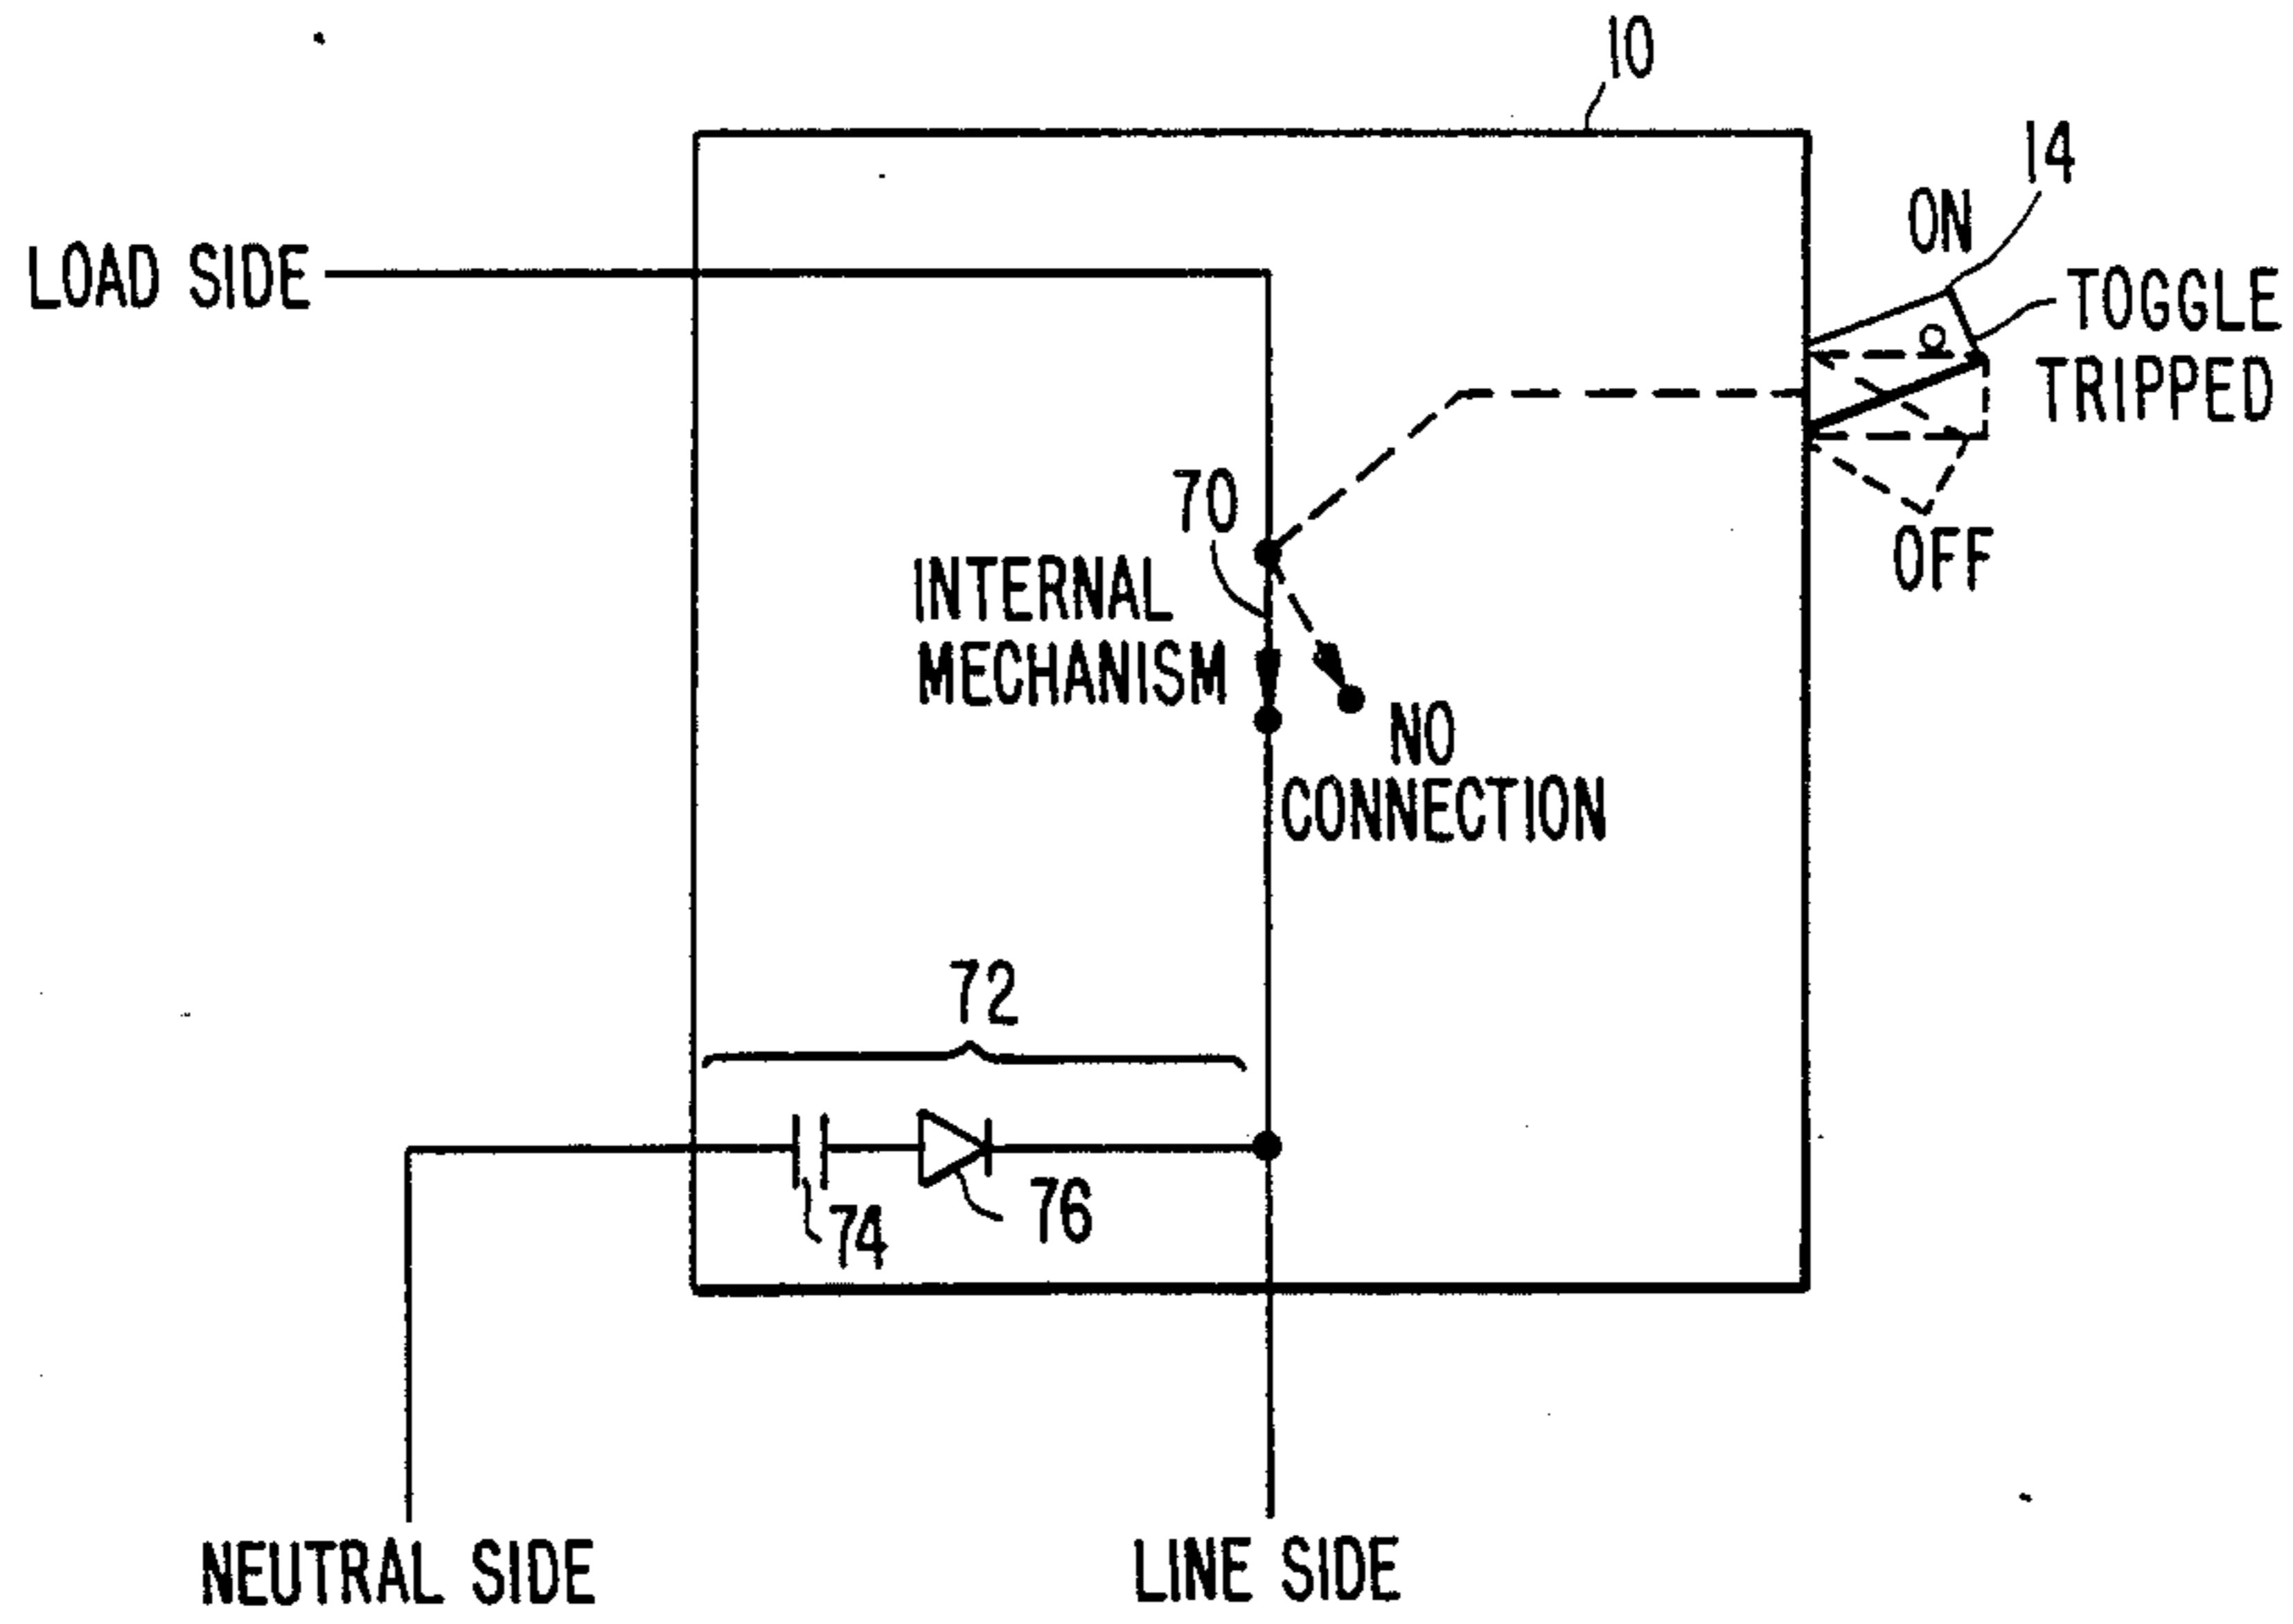 10
14
ON
LOAD SIDE
TOGGLE
TRIPPED
70
OFF
INTERNAL
MECHANISM
NO
CONNECTION
72
74
76
NEUTRAL SIDE
LINE SIDE